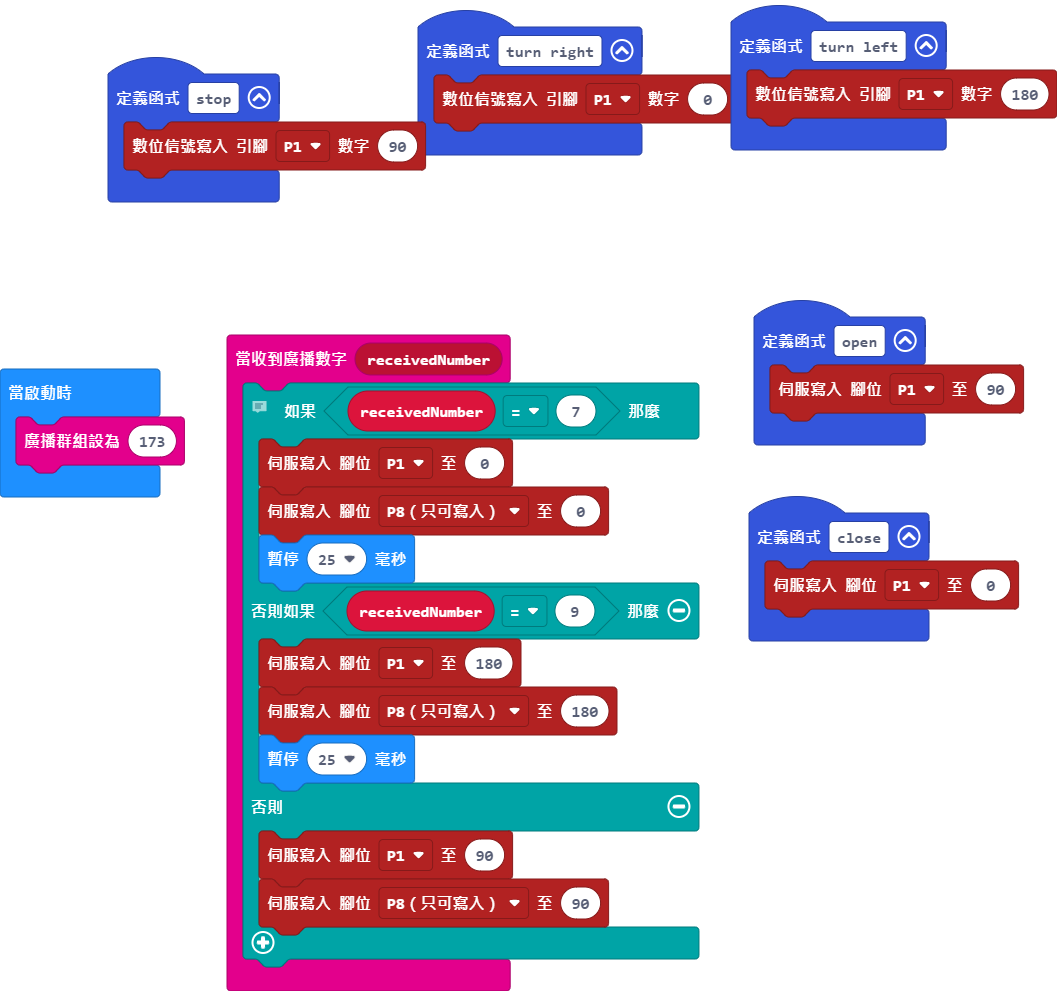 定義函式 stop
數位信號寫入 引腳 P1 數字 90
定義函式 turn right
數位信號寫入 引腳 P1 數字 0
定義函式 turn left
數位信號寫入 引腳 P1 數字 180
當啟動時
廣播群組設為 173
當收到廣播數字 receivedNumber
如果 receivedNumber = 7 那麼
伺服寫入 腳位 P1 至 0
伺服寫入 腳位 P8 ( 只可寫入 ) 至 0
暫停 25 毫秒
否則如果 receivedNumber = 9 那麼
伺服寫入 腳位 P1 至 180
伺服寫入 腳位 P8 ( 只可寫入 ) 至 180
暫停 25 毫秒
否則
伺服寫入 腳位 P1 至 90
伺服寫入 腳位 P8 ( 只可寫入 ) 至 90
定義函式 open
伺服寫入 腳位 P1 至 90
定義函式 close
伺服寫入 腳位 P1 至 0